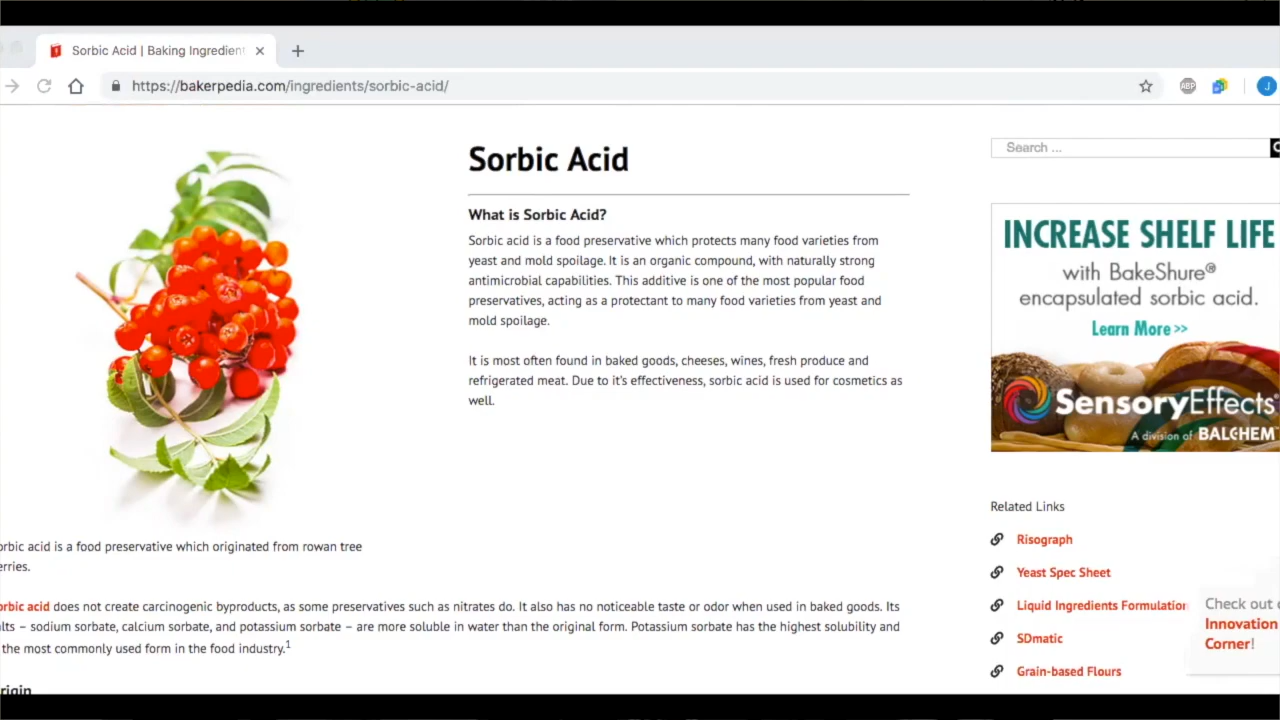 Sorbic Acid | Baking Ingredien
https://bakerpedia.com/ingredients/sorbic-acid/
ABP
J
Sorbic Acid
What is Sorbic Acid?
Sorbic acid is a food preservative which protects many food varieties from
yeast and mold spoilage. It is an organic compound, with naturally strong
antimicrobial capabilities. This additive is one of the most popular food
preservatives, acting as a protectant to many food varieties from yeast and
mold spoilage.
It is most often found in baked goods, cheeses, wines, fresh produce and
refrigerated meat. Due to it's effectiveness, sorbic acid is used for cosmetics as
well.
orbic acid is a food preservative which originated from rowan tree
erries.
orbic acid does not create carcinogenic byproducts, as some preservatives such as nitrates do. It also has no noticeable taste or odor when used in baked goods. Its
lts – sodium sorbate, calcium sorbate, and potassium sorbate – are more soluble in water than the original form. Potassium sorbate has the highest solubility and
the most commonly used form in the food industry.1
rigin
Search ...
INCREASE SHELF LIFE
with BakeShure®
encapsulated sorbic acid.
Learn More >>
SensoryEffects
A division of BALCHEM
Related Links
Risograph
Yeast Spec Sheet
Liquid Ingredients Formulation
SDmatic
Grain-based Flours
Check out
Innovation
Corner!